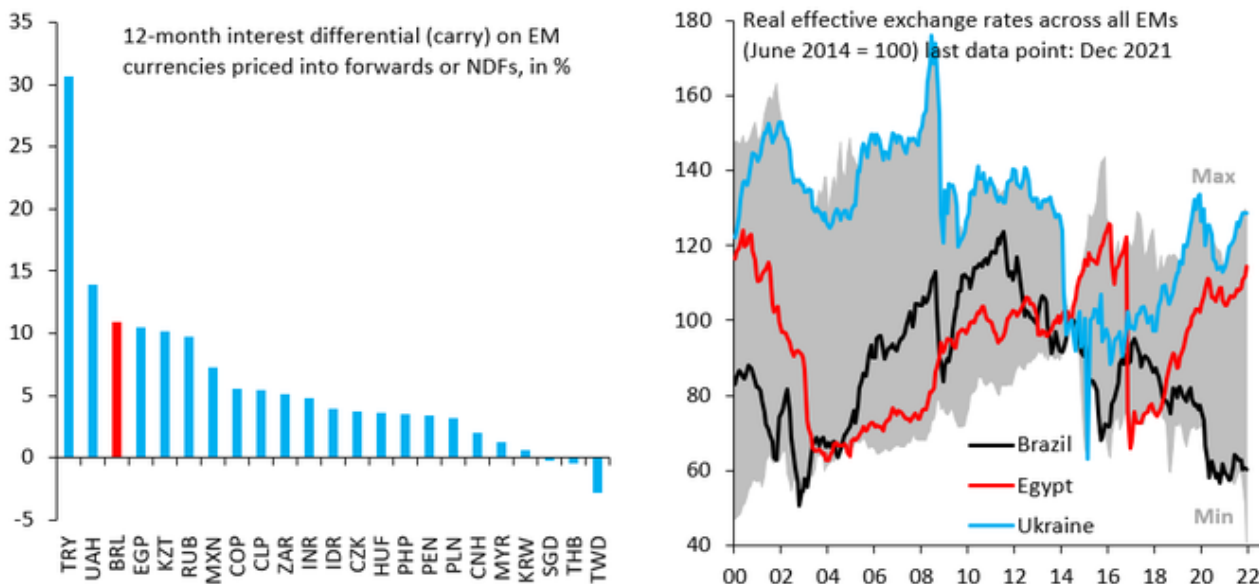 12-month interest differential (carry) on EM
currencies priced into forwards or NDFs, in %
35
30
25
20
15
10
5
0
-5
TRY
UAH
BRL
EGP
KZT
RUB
MXN
COP
CLP
ZAR
INR
IDR
CZK
HUF
PHP
PEN
PLN
CNH
MYR
KRW
SGD
THB
TWD
Real effective exchange rates across all EMs
(June 2014 = 100) last data point: Dec 2021
180
160
140
120
100
80
60
40
Max
Brazil
Egypt
Ukraine
Min
00 02 04 06 08 10 12 14 16 18 20 22